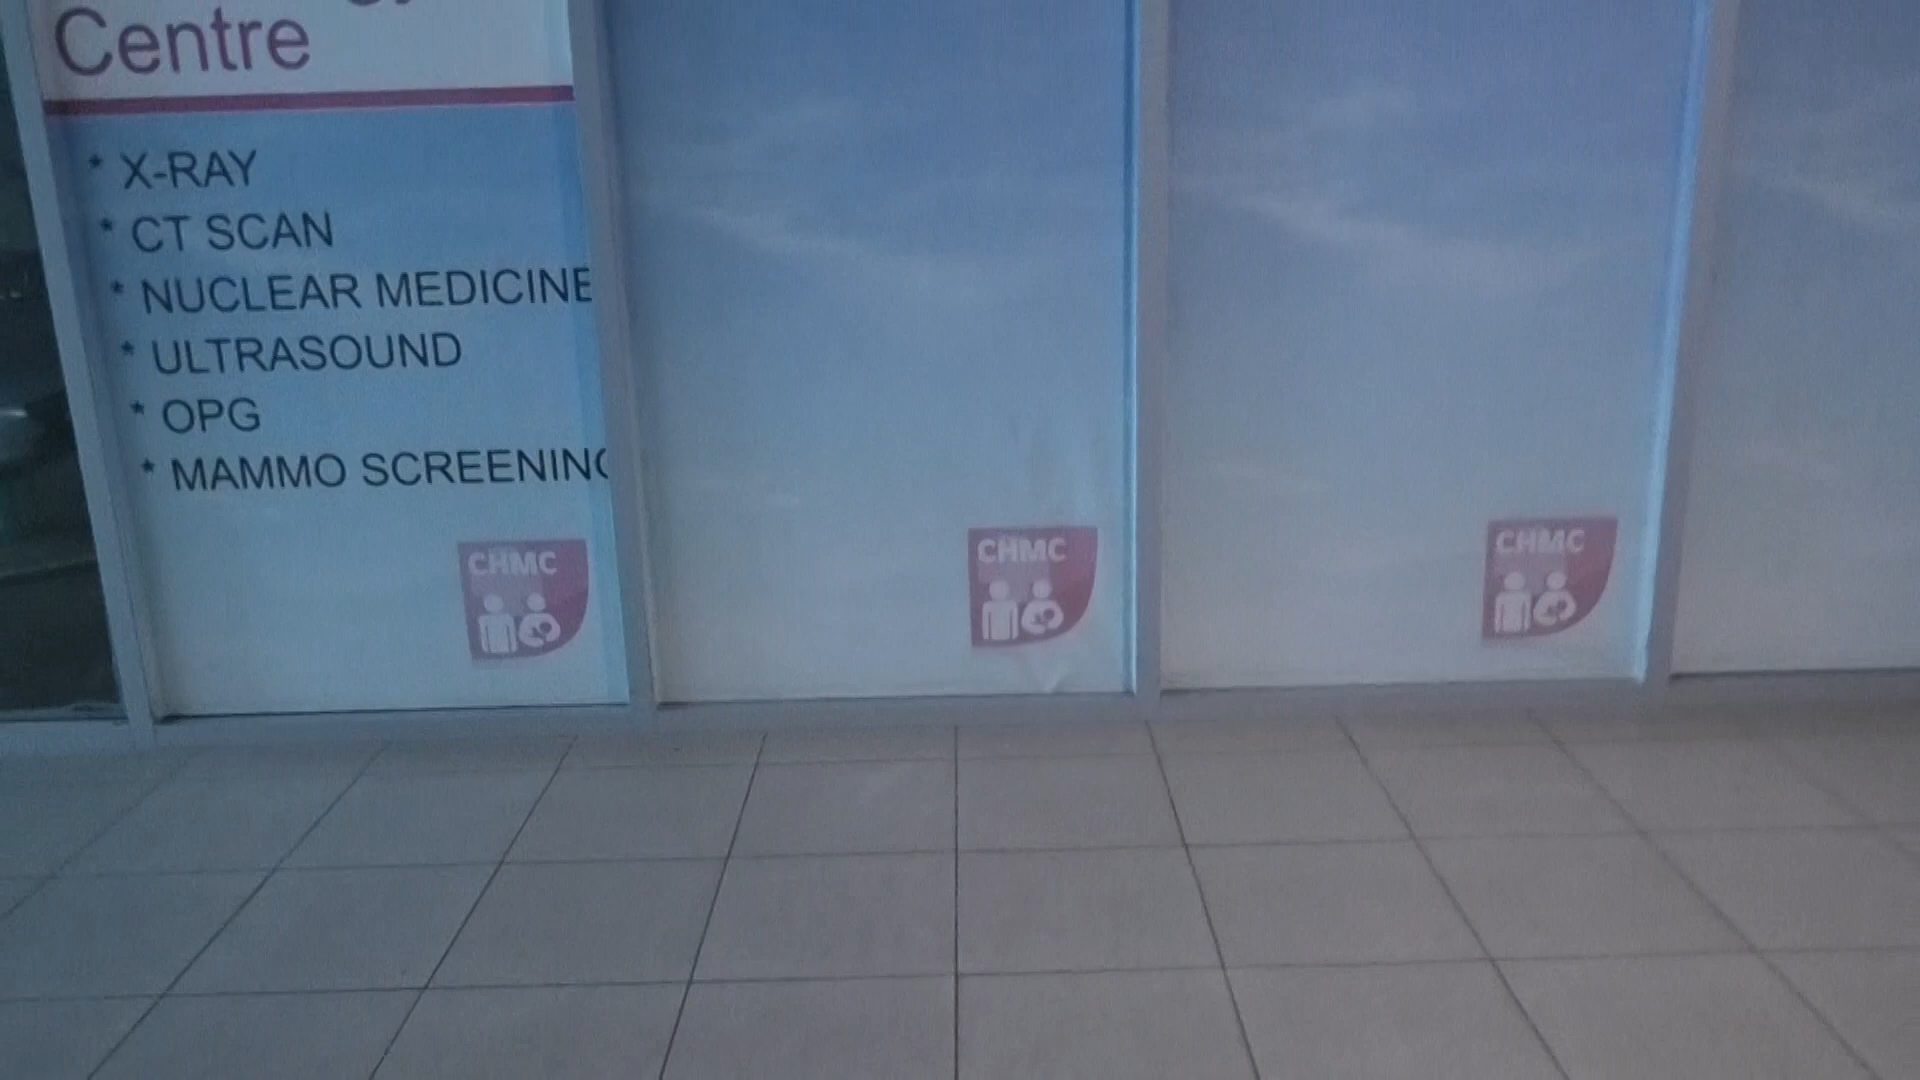 Centre
* X-RAY
* CT SCAN
* NUCLEAR MEDICINE
* ULTRASOUND
* OPG
* MAMMO SCREENING
CHMC
CHMC
CHMC